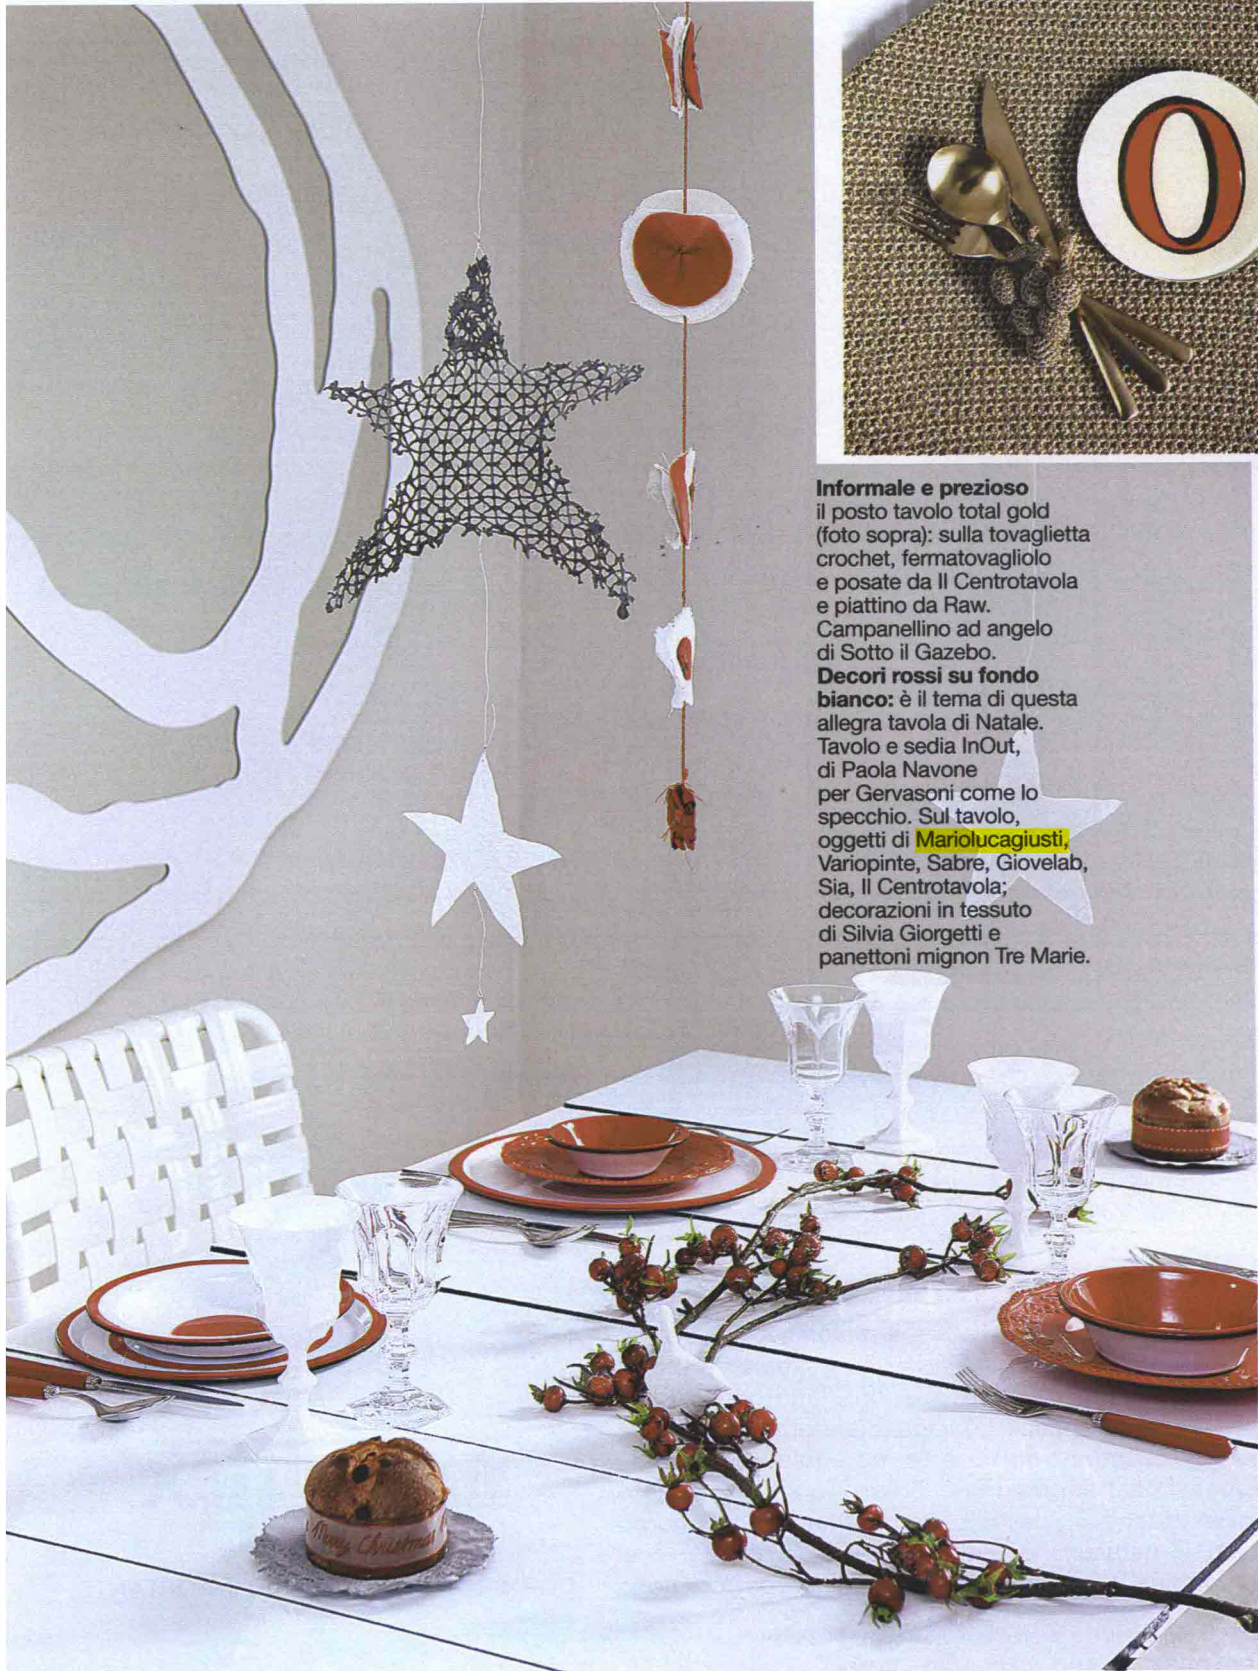 O
Informale e prezioso
il posto tavolo total gold
(foto sopra): sulla tovaglietta
crochet, fermatovagliolo
e posate da Il Centrotavola
e piattino da Raw.
Campanellino ad angelo
di Sotto il Gazebo.
Decori rossi su fondo
bianco: è il tema di questa
allegra tavola di Natale.
Tavolo e sedia InOut,
di Paola Navone
per Gervasoni come lo
specchio. Sul tavolo,
oggetti di Mariolucagiusti,
Variopinte, Sabre, Giovelab,
Sia, Il Centrotavola;
decorazioni in tessuto
di Silvia Giorgetti e
panettoni mignon Tre Marie.
Merry Christmas